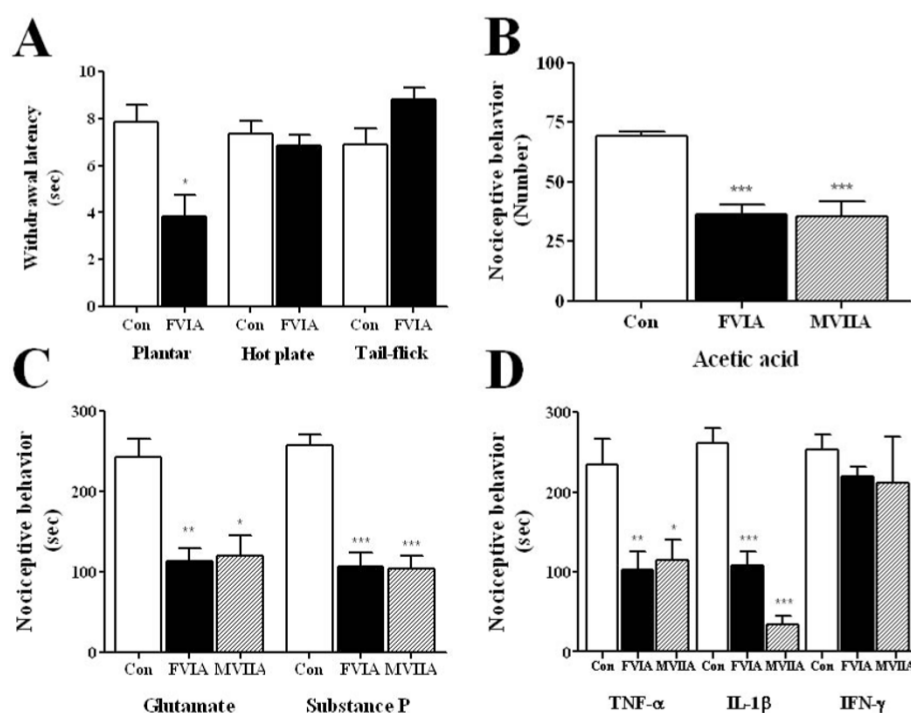 A
Withdrawal latency
(sec)
10
8
6
4
2
0
*
Con FVIA Con FVIA Con FVIA
Plantar Hot plate Tail-flick
B
Nociceptive behavior
(Number)
100
75
50
25
0
*** ***
Con FVIA MVIIA
Acetic acid
C
Nociceptive behavior
(sec)
300
200
100
0
** * *** ***
Con FVIA MVIIA Con FVIA MVIIA
Glutamate Substance P
D
Nociceptive behavior
(sec)
300
200
100
0
** * *** ***
Con FVIA MVIIA Con FVIA MVIIA Con FVIA MVIIA
TNF-α IL-1β IFN-γ